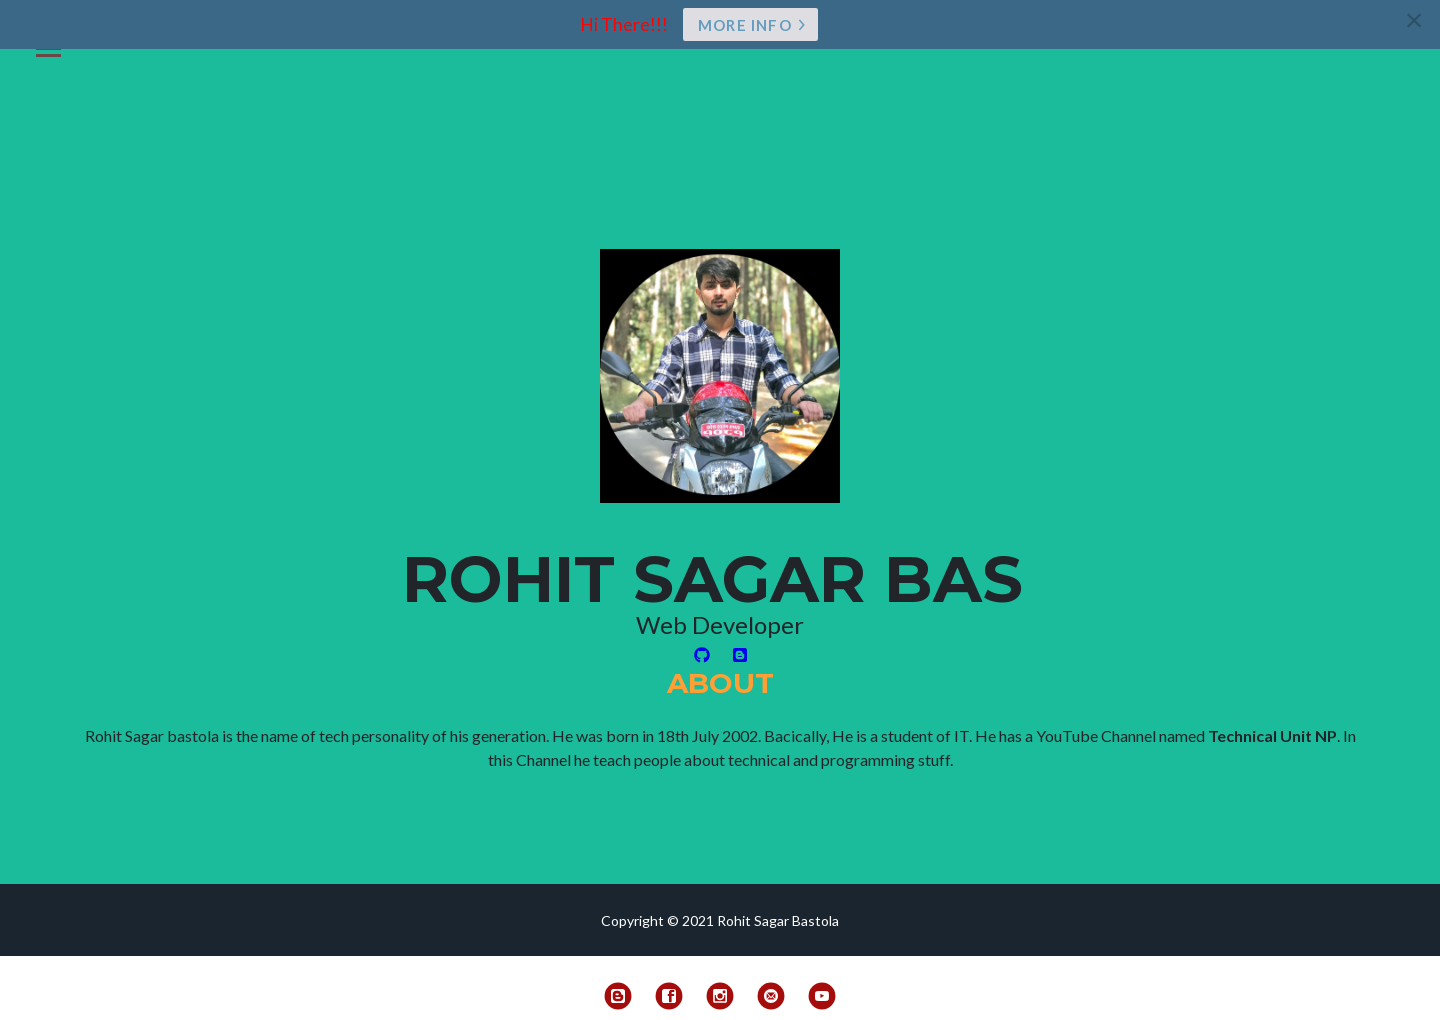 Hi There!!!
MORE INFO
ROHIT SAGAR BAS
Web Developer
ABOUT
Rohit Sagar bastola is the name of tech personality of his generation. He was born in 18th July 2002. Bacically, He is a student of IT. He has a YouTube Channel named Technical Unit NP. In
this Channel he teach people about technical and programming stuff.
Copyright © 2021 Rohit Sagar Bastola